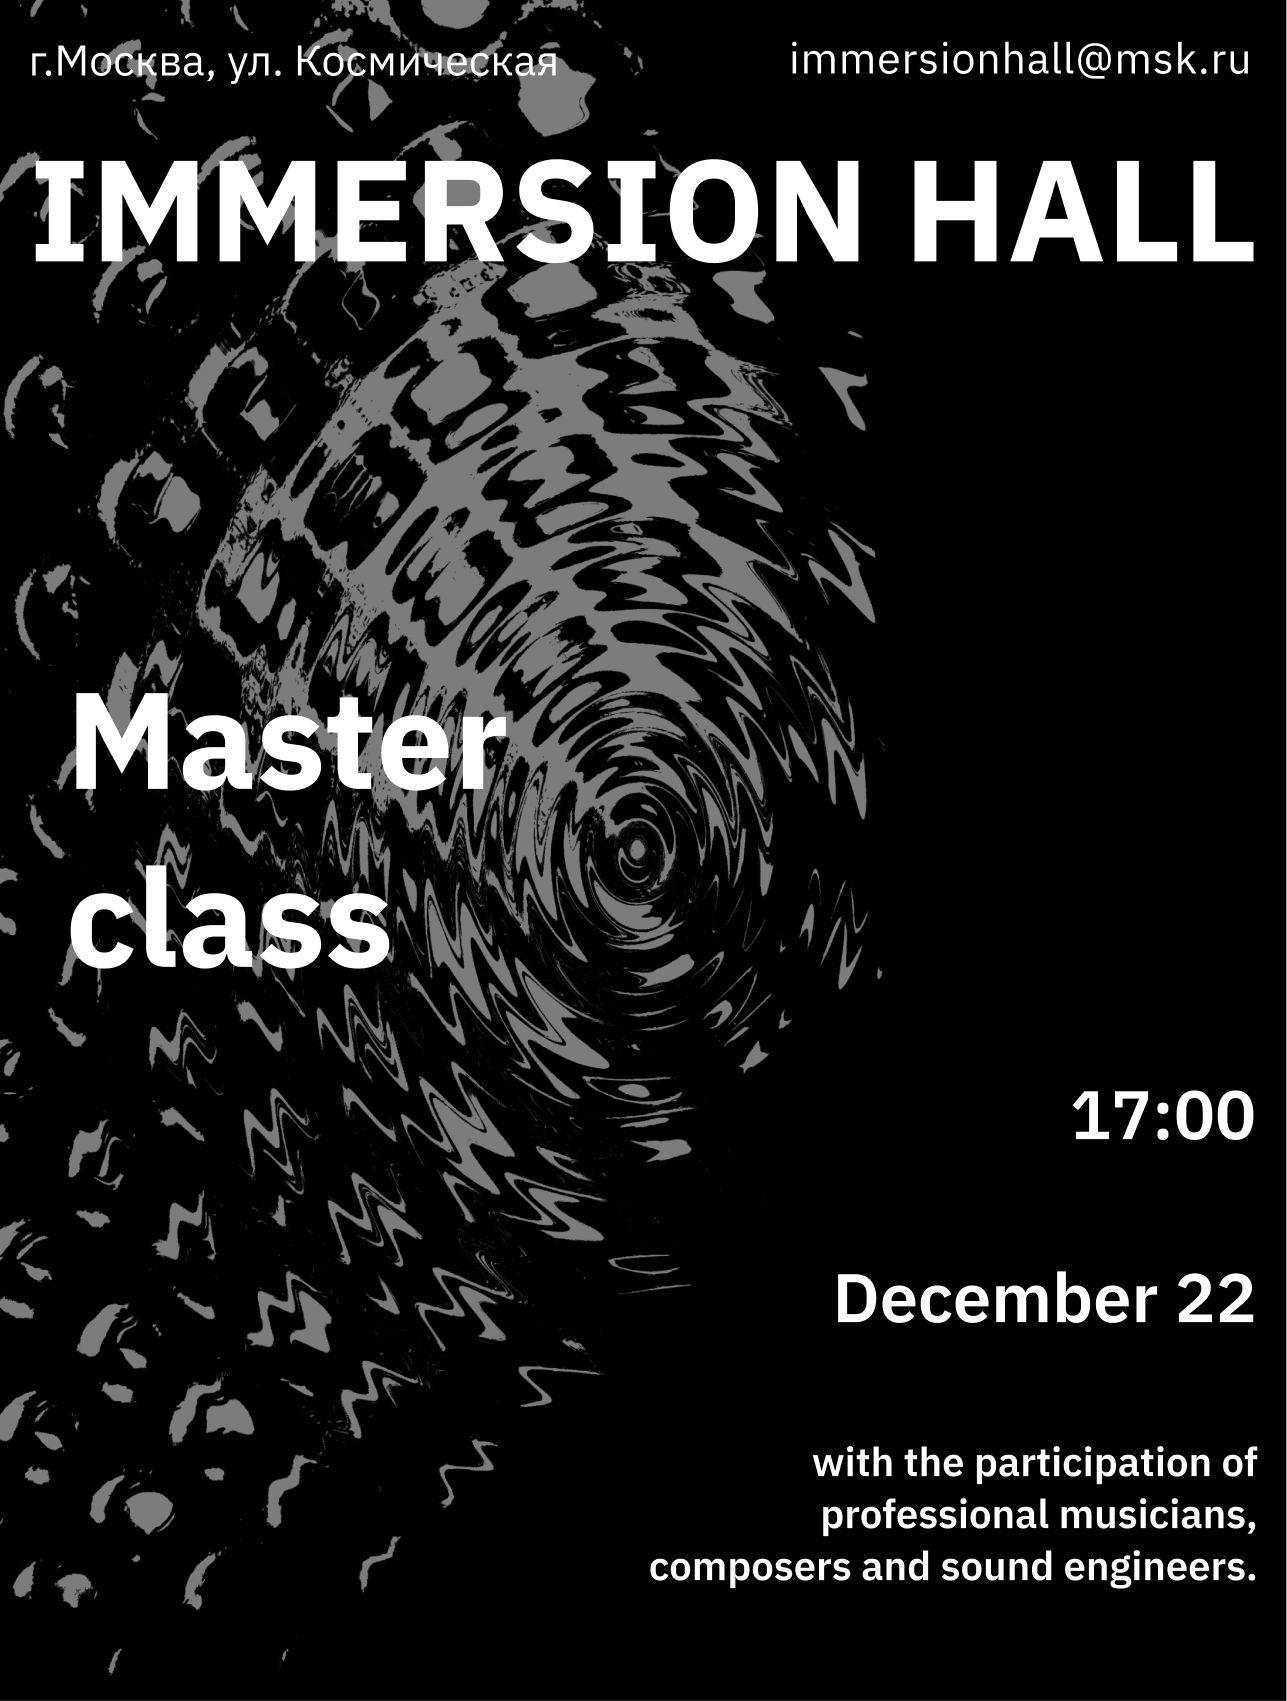 г.Москва, ул. Космическая
immersionhall@msk.ru
IMMERSION HALL
Master
class
17:00
December 22
with the participation of
professional musicians,
composers and sound engineers.